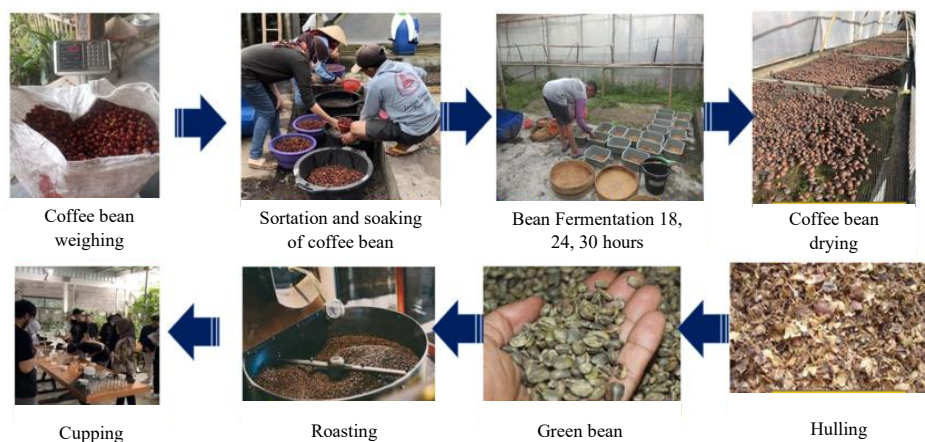 Coffee bean
weighing
Sortation and soaking
of coffee bean
Bean Fermentation 18,
24, 30 hours
Coffee bean
drying
Cupping
Roasting
Green bean
Hulling